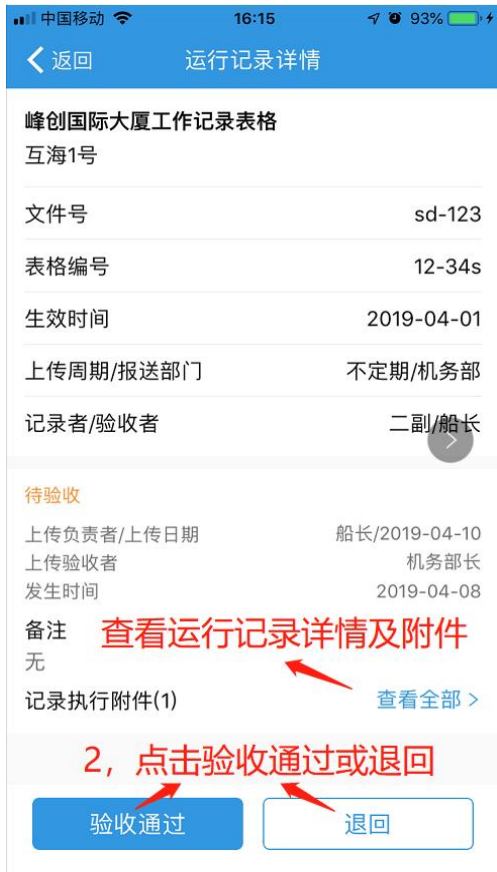 中国移动 16:15 93%
返回 运行记录详情
峰创国际大厦工作记录表格
互海1号
文件号 sd-123
表格编号 12-34s
生效时间 2019-04-01
上传周期/报送部门 不定期/机务部
记录者/验收者 二副/船长
待验收
上传负责者/上传日期 船长/2019-04-10
上传验收者 机务部长
发生时间 2019-04-08
备注 查看运行记录详情及附件
无
记录执行附件(1) 查看全部 >
2，点击验收通过或退回
验收通过 退回